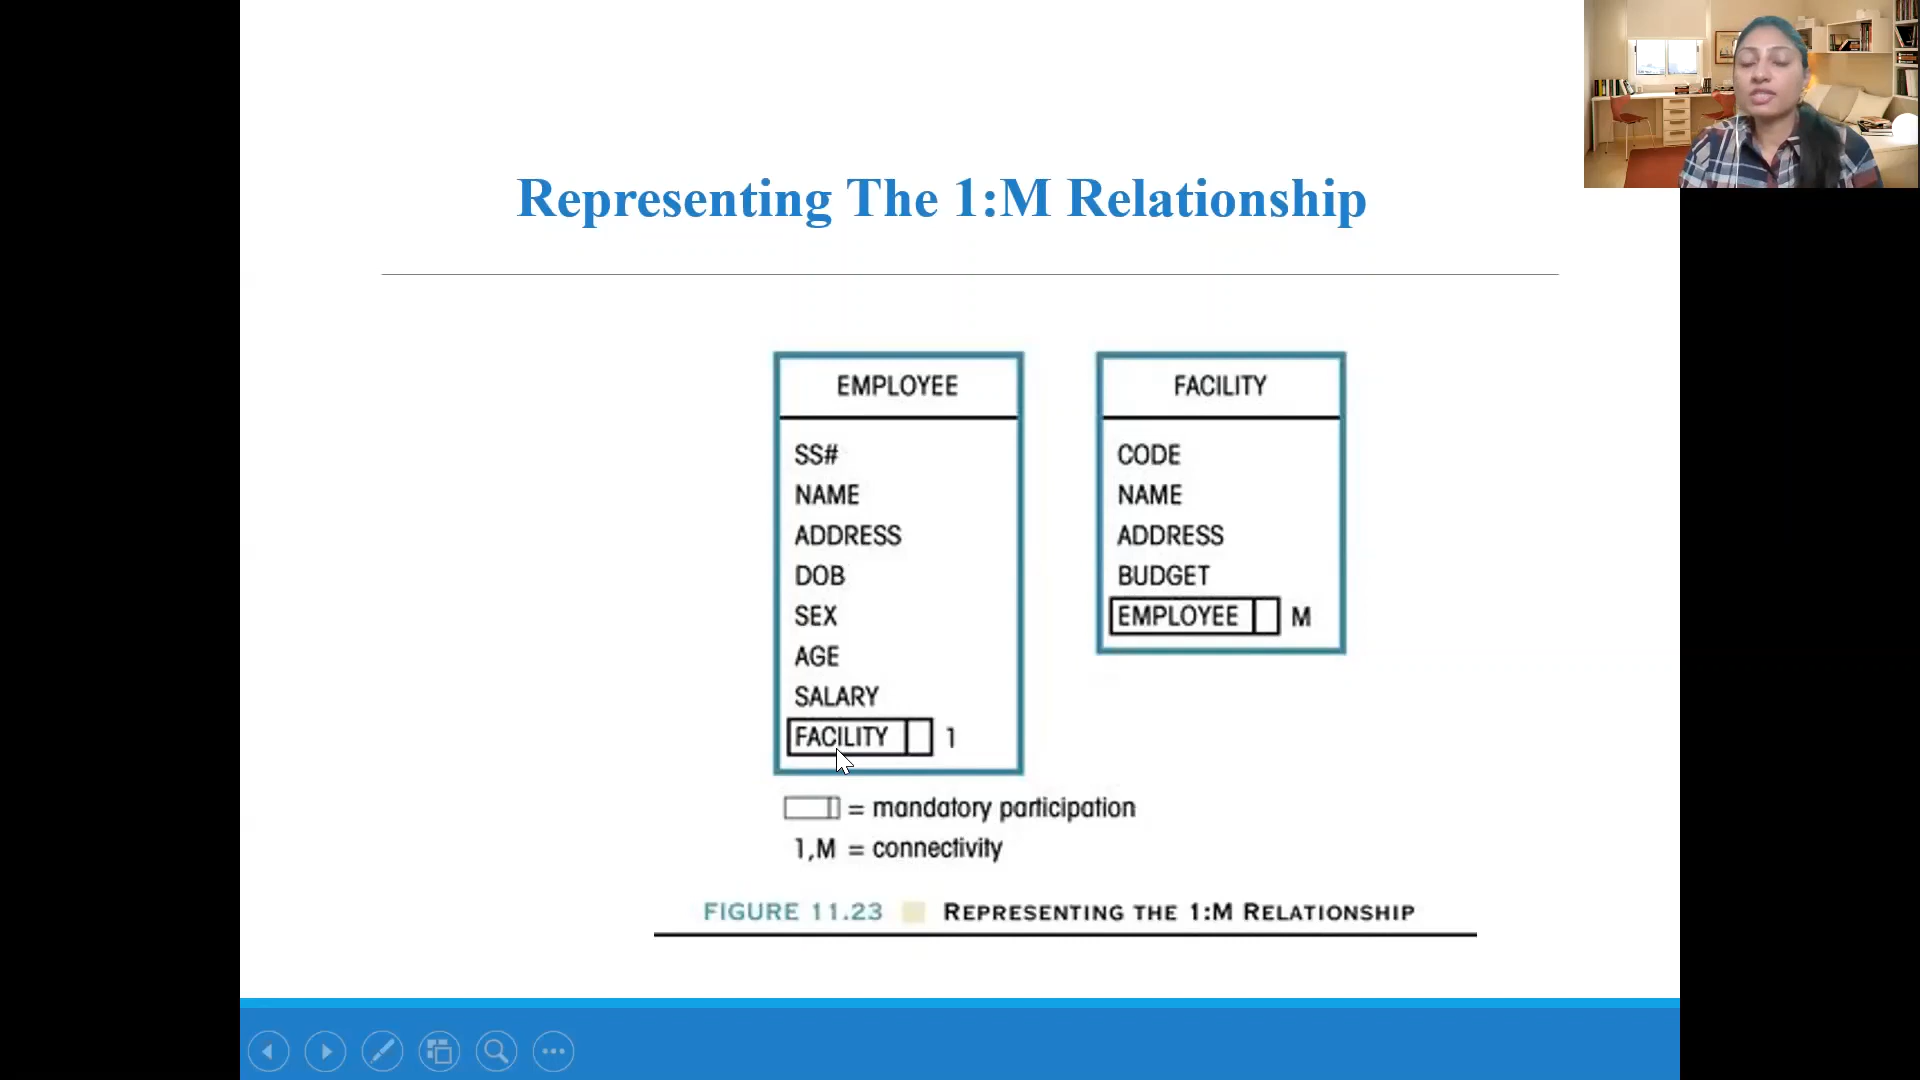 Representing The 1:M Relationship
EMPLOYEE
SS#
NAME
ADDRESS
DOB
SEX
AGE
SALARY
FACILITY 1
FACILITY
CODE
NAME
ADDRESS
BUDGET
EMPLOYEE M
= mandatory participation
1,M = connectivity
FIGURE 11.23 REPRESENTING THE 1:M RELATIONSHIP